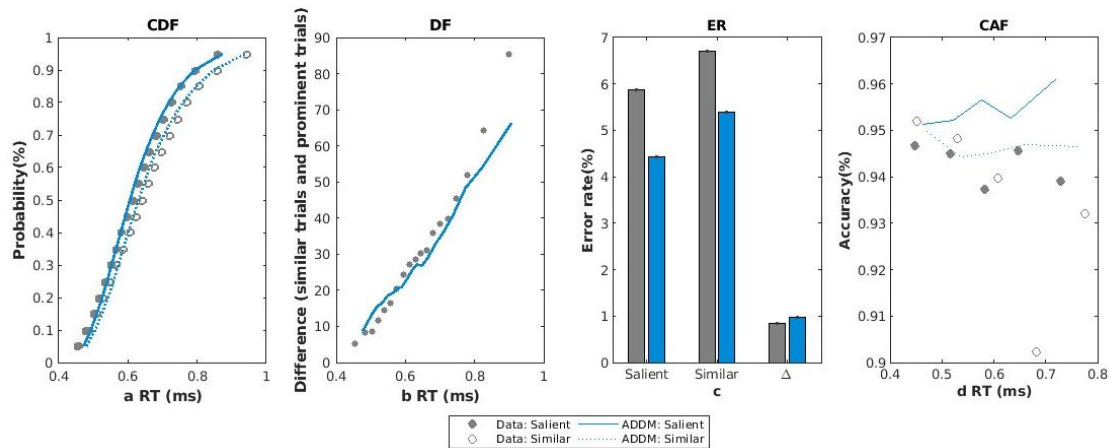 CDF
Probability(%)
1
0.9
0.8
0.7
0.6
0.5
0.4
0.3
0.2
0.1
0
0.4 0.6 0.8 1
a RT (ms)
DF
Difference (similar trials and prominent trials)
90
80
70
60
50
40
30
20
10
0
0.4 0.6 0.8 1
b RT (ms)
ER
Error rate(%)
7
6
5
4
3
2
1
0
Salient Similar Δ
c
CAF
Accuracy(%)
0.97
0.96
0.95
0.94
0.93
0.92
0.91
0.9
0.4 0.5 0.6 0.7 0.8
d RT (ms)
Data: Salient ADDM: Salient
Data: Similar ADDM: Similar